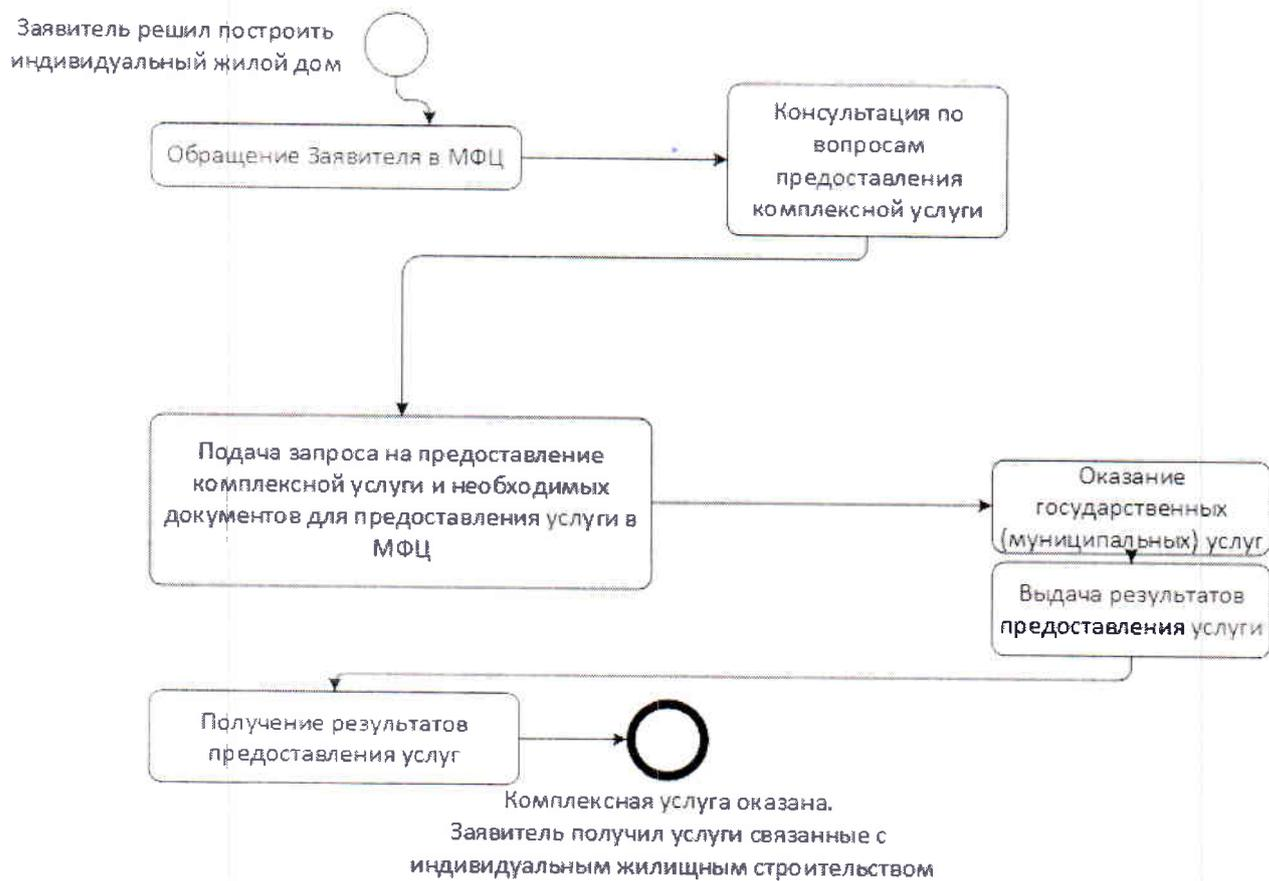 Заявитель решил построить
индивидуальный жилой дом
Обращение Заявителя в МФЦ
Консультация по
вопросам
предоставления
комплексной услуги
Подача запроса на предоставление
комплексной услуги и необходимых
документов для предоставления услуги в
МФЦ
Оказание
государственных
(муниципальных) услуг
Выдача результатов
предоставления услуги
Получение результатов
предоставления услуг
Комплексная услуга оказана.
Заявитель получил услуги связанные с
индивидуальным жилищным строительством